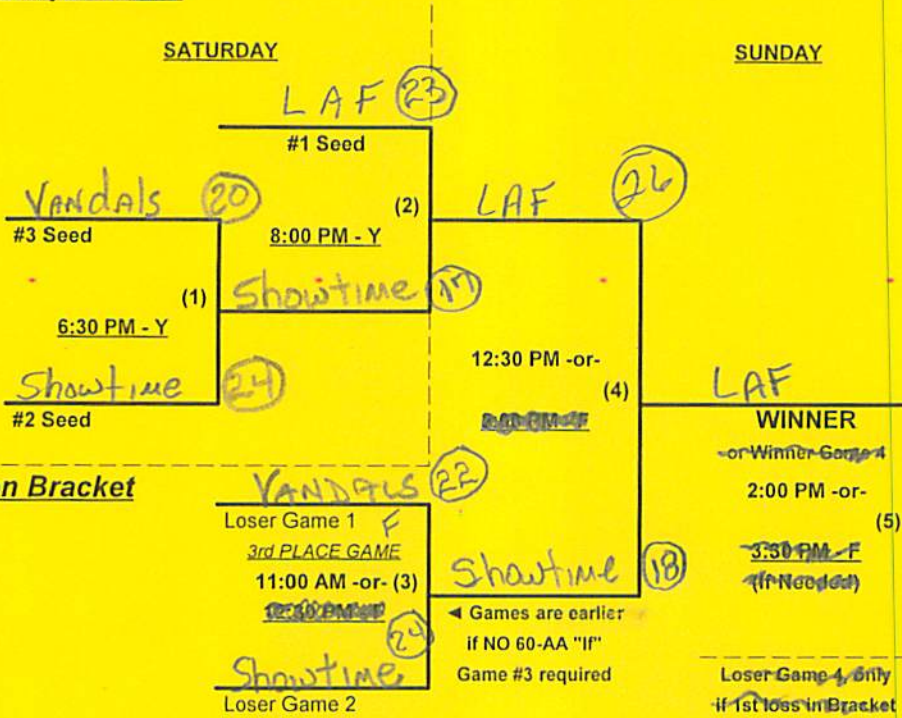 SATURDAY
SUNDAY
LAF 23
#1 Seed
Vandals 20
#3 Seed
(2)
8:00 PM - Y
LAF 26
(1)
6:30 PM - Y
Showtime 17
Showtime 24
#2 Seed
12:30 PM -or-
(4)
LAF
WINNER
or Winner Game 4
2:00 PM -or-
(5)
3:30 PM - F
(If Needed)
n Bracket
VANDALS 22
Loser Game 1
F
3rd PLACE GAME
11:00 AM -or- (3)
Showtime 18
◄ Games are earlier
if NO 60-AA "If"
Game #3 required
24
Showtime
Loser Game 2
Loser Game 4, only
if 1st loss in Bracket